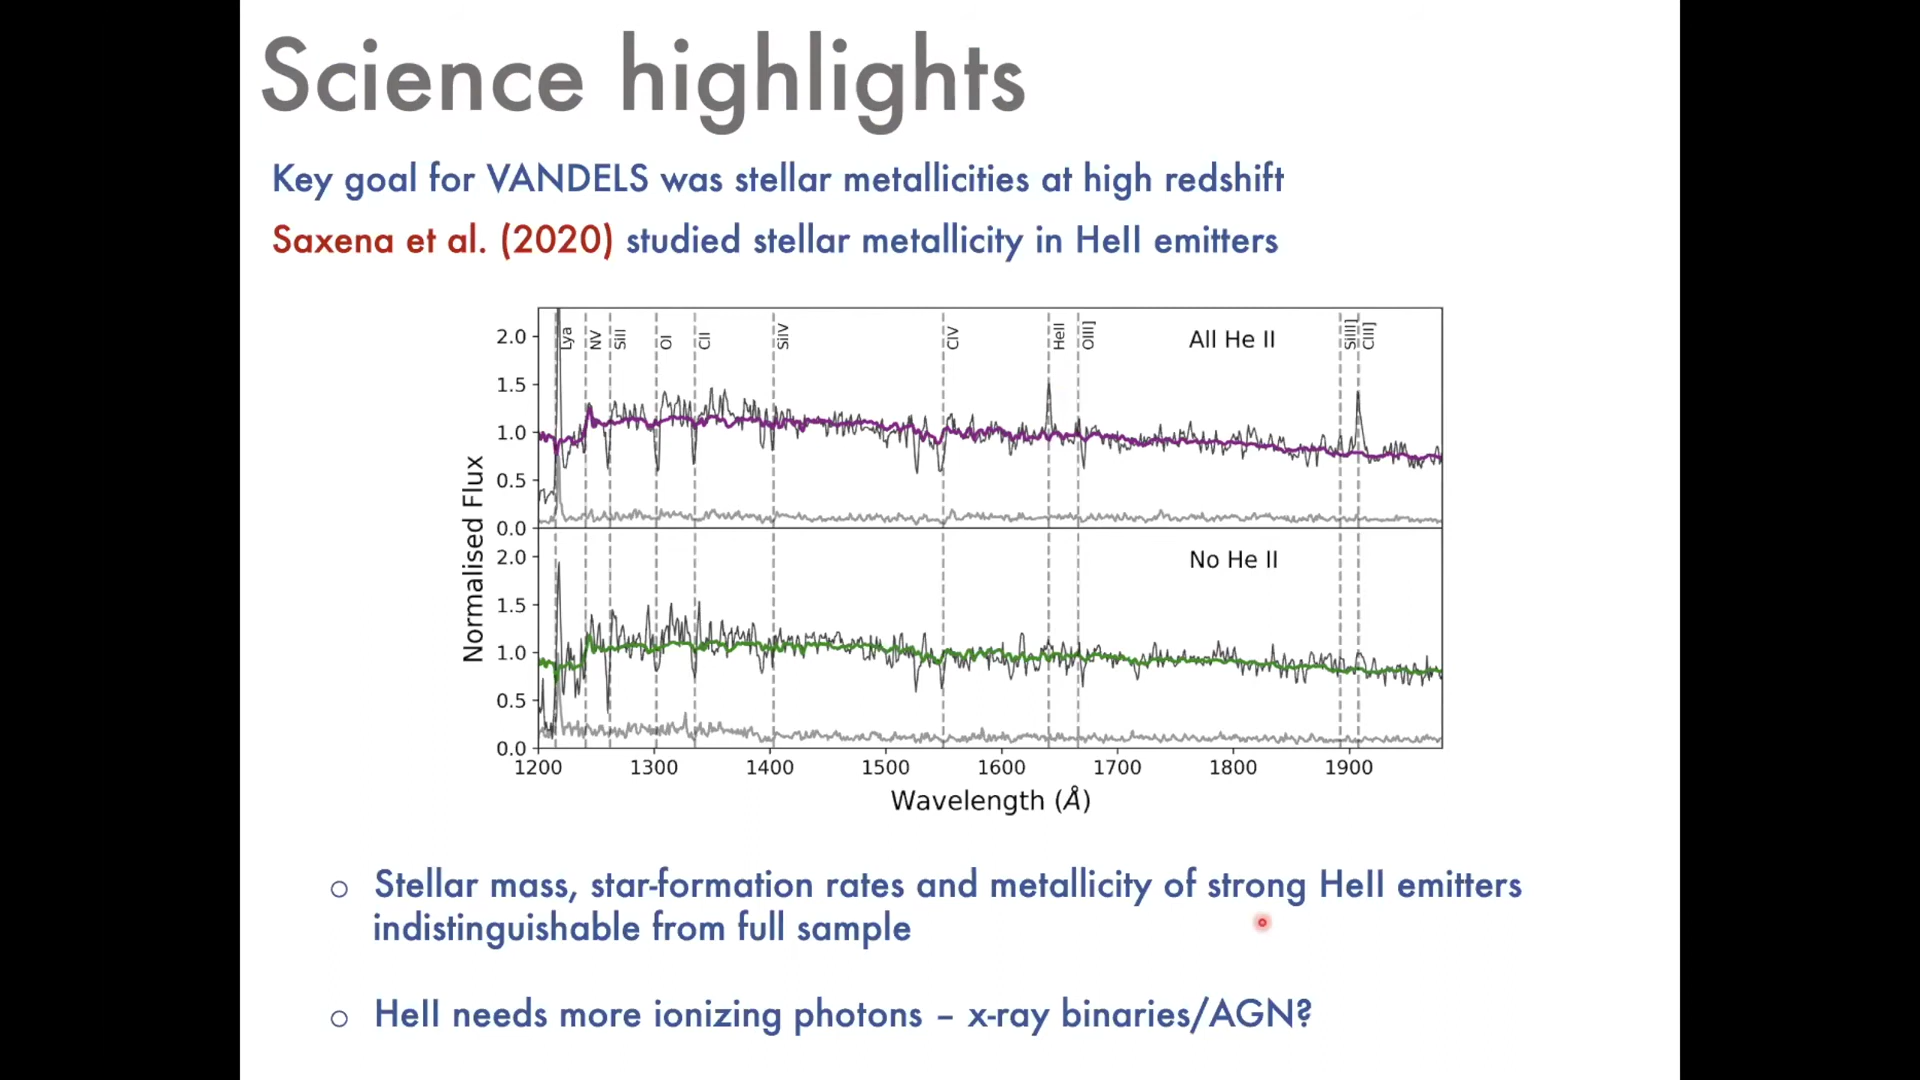 Science highlights
Key goal for VANDELS was stellar metallicities at high redshift
Saxena et al. (2020) studied stellar metallicity in HeII emitters
Lya NV SiII OI CII SiIV CIV HeII OIII] SiIII] CIII]
All He II
2.0
1.5
1.0
0.5
0.0
No He II
2.0
1.5
1.0
0.5
0.0
Normalised Flux
1200 1300 1400 1500 1600 1700 1800 1900
Wavelength (Å)
○ Stellar mass, star-formation rates and metallicity of strong HeII emitters
indistinguishable from full sample
○ HeII needs more ionizing photons – x-ray binaries/AGN?